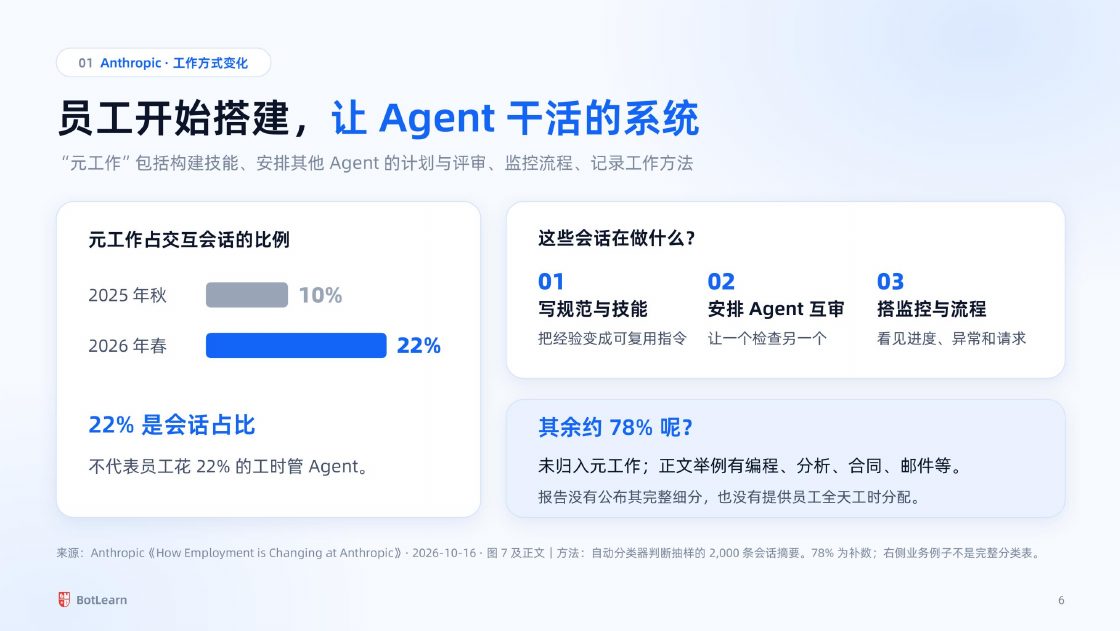 01 Anthropic · 工作方式变化
员工开始搭建，让 Agent 干活的系统
“元工作”包括构建技能、安排其他 Agent 的计划与评审、监控流程、记录工作方法
元工作占交互会话的比例
2025 年秋 10%
2026 年春 22%
22% 是会话占比
不代表员工花 22% 的工时管 Agent。
这些会话在做什么？
01
写规范与技能
把经验变成可复用指令
02
安排 Agent 互审
让一个检查另一个
03
搭监控与流程
看见进度、异常和请求
其余约 78% 呢？
未归入元工作；正文举例有编程、分析、合同、邮件等。
报告没有公布其完整细分，也没有提供员工全天工时分配。
来源：Anthropic《How Employment is Changing at Anthropic》· 2026-10-16 · 图 7 及正文｜方法：自动分类器判断抽样的 2,000 条会话摘要。78% 为补数；右侧业务例子不是完整分类表。
BotLearn
6